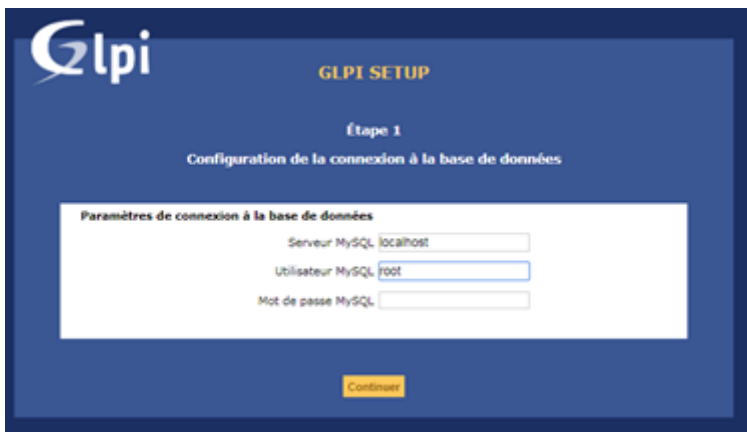 Glpi
GLPI SETUP
Étape 1
Configuration de la connexion à la base de données
Paramètres de connexion à la base de données
Serveur MySQL localhost
Utilisateur MySQL root
Mot de passe MySQL
Continuer